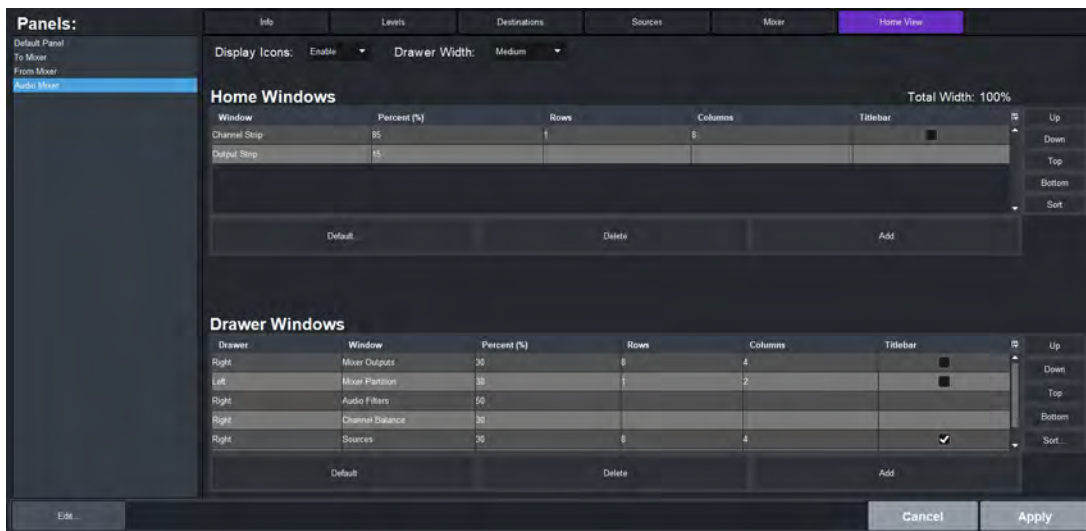 Panels:
Default Panel
To Mixer
From Mixer
Audio Mixer
Info Levels Destinations Sources Mixer Home View
Display Icons: Enable Drawer Width: Medium
Home Windows Total Width: 100%
Window Percent (%) Rows Columns Titlebar
Channel Strip 85 1 8
Output Strip 15
Up
Down
Top
Bottom
Sort
Default... Delete Add
Drawer Windows
Drawer Window Percent (%) Rows Columns Titlebar
Right Mixer Outputs 30 8 4
Left Mixer Partition 30 1 2
Right Audio Filters 50
Right Channel Balance 30
Right Sources 30 8 4
Up
Down
Top
Bottom
Sort...
Default Delete Add
Edit... Cancel Apply